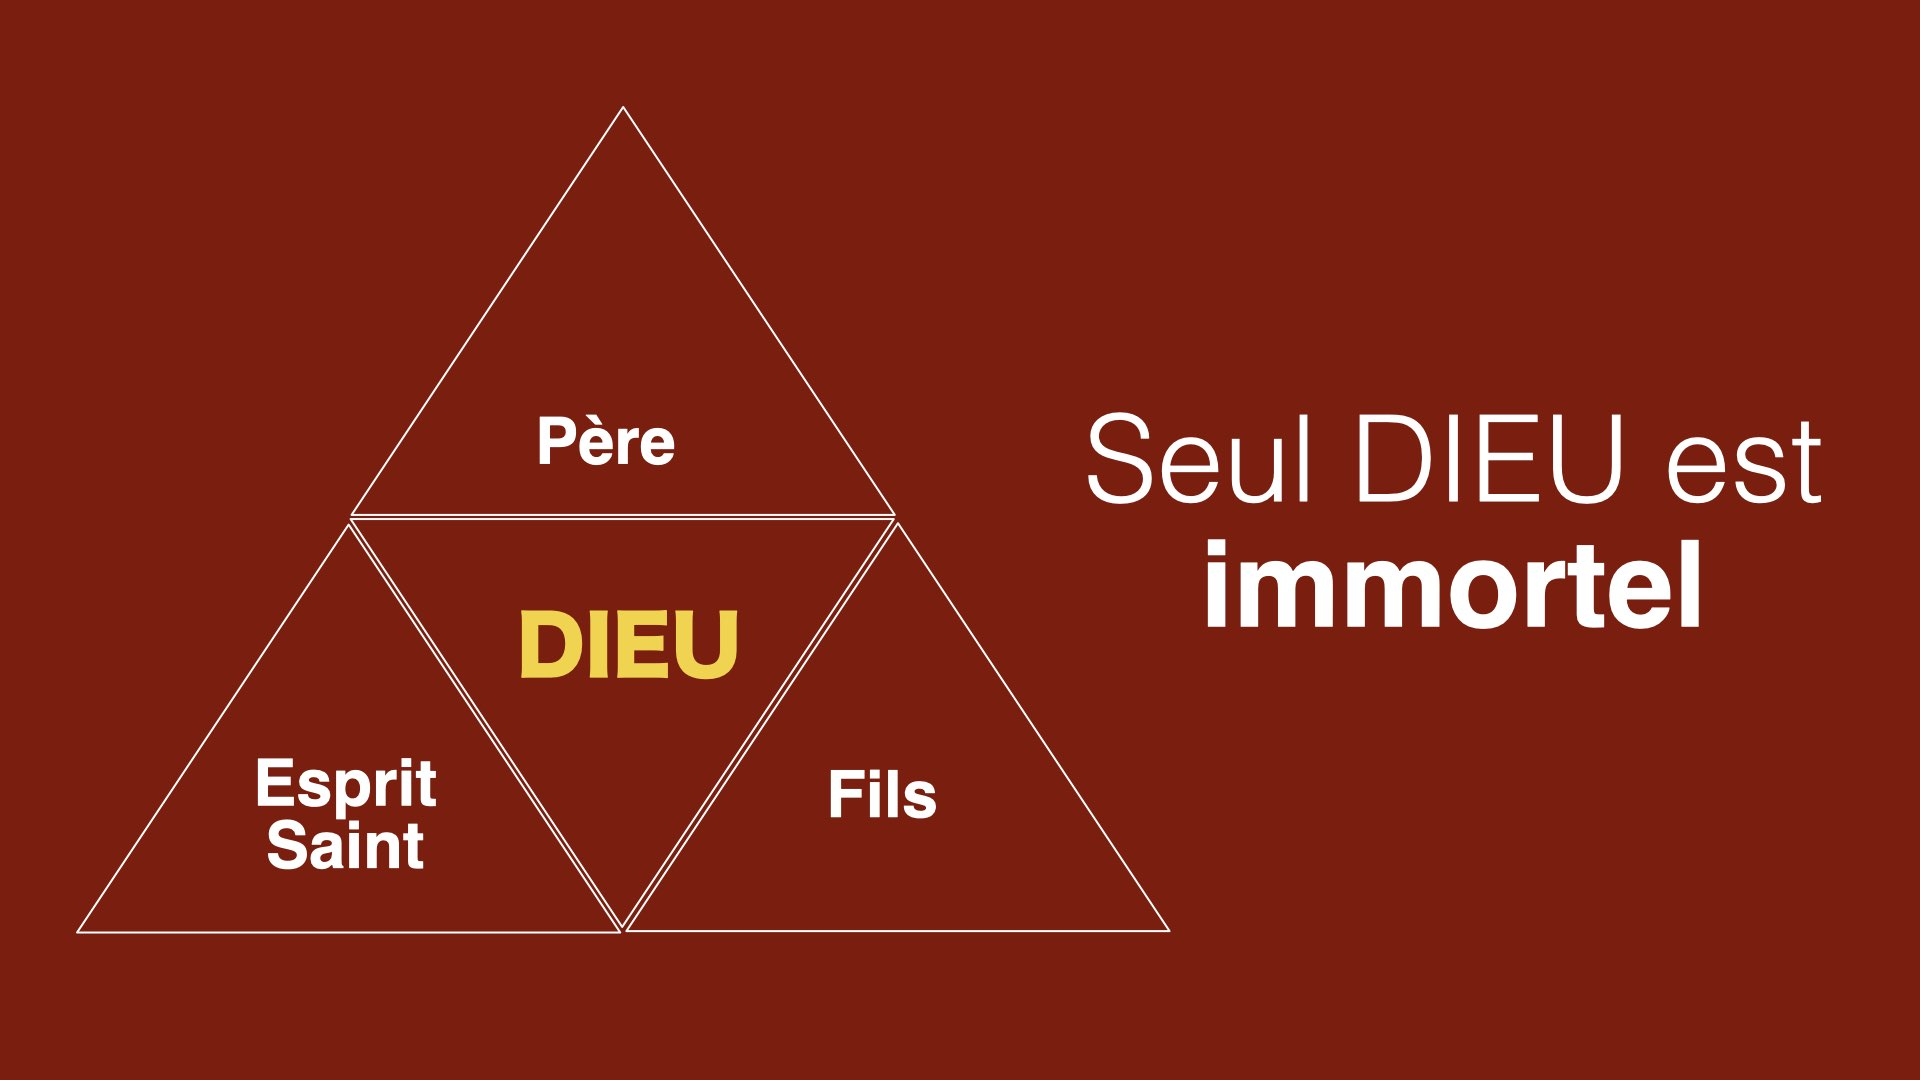 Père
DIEU
Esprit
Saint
Fils
Seul DIEU est
immortel